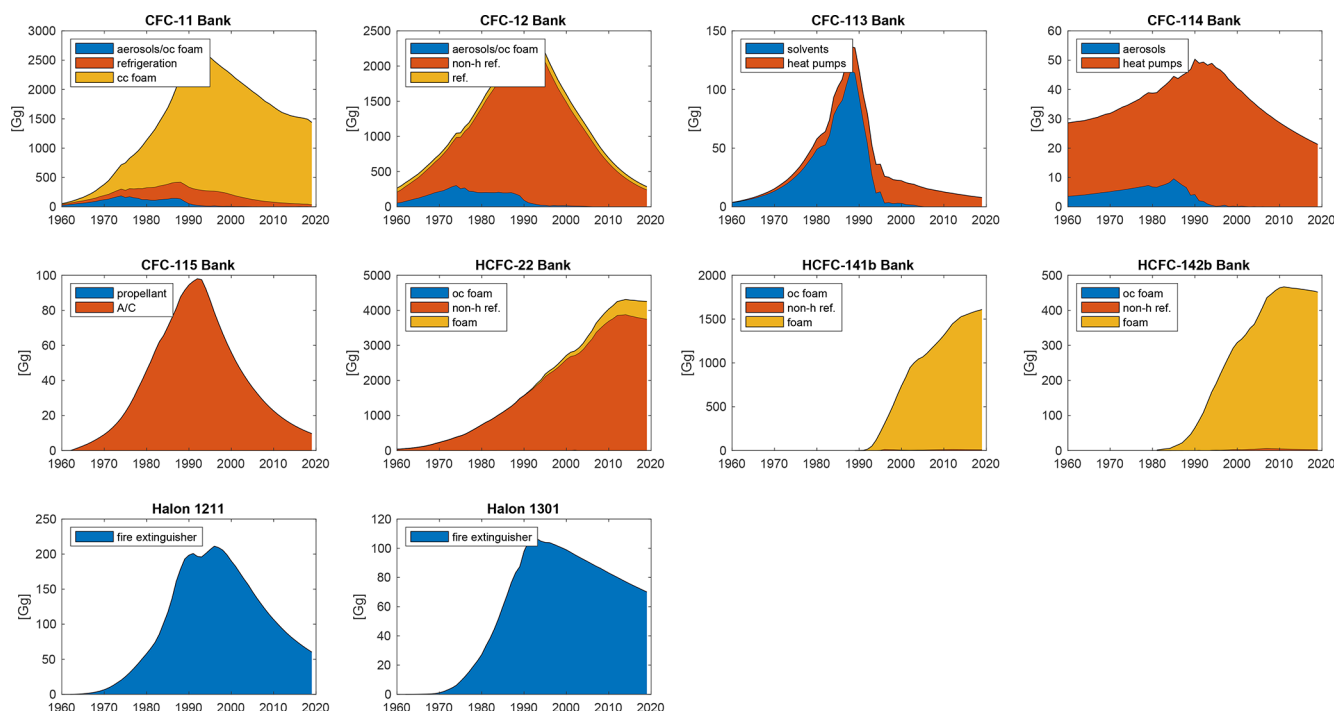 CFC-11 Bank
[Gg]
3000
2500
2000
1500
1000
500
0
aerosols/oc foam
refrigeration
cc foam
1960 1970 1980 1990 2000 2010 2020
CFC-12 Bank
[Gg]
2500
2000
1500
1000
500
0
aerosols/oc foam
non-h ref.
ref.
1960 1970 1980 1990 2000 2010 2020
CFC-113 Bank
[Gg]
150
100
50
0
solvents
heat pumps
1960 1970 1980 1990 2000 2010 2020
CFC-114 Bank
[Gg]
60
50
40
30
20
10
0
aerosols
heat pumps
1960 1970 1980 1990 2000 2010 2020
CFC-115 Bank
[Gg]
100
80
60
40
20
0
propellant
A/C
1960 1970 1980 1990 2000 2010 2020
HCFC-22 Bank
[Gg]
5000
4000
3000
2000
1000
0
oc foam
non-h ref.
foam
1960 1970 1980 1990 2000 2010 2020
HCFC-141b Bank
[Gg]
2000
1500
1000
500
0
oc foam
non-h ref.
foam
1960 1970 1980 1990 2000 2010 2020
HCFC-142b Bank
[Gg]
500
400
300
200
100
0
oc foam
non-h ref.
foam
1960 1970 1980 1990 2000 2010 2020
Halon 1211
[Gg]
250
200
150
100
50
0
fire extinguisher
1960 1970 1980 1990 2000 2010 2020
Halon 1301
[Gg]
120
100
80
60
40
20
0
fire extinguisher
1960 1970 1980 1990 2000 2010 2020